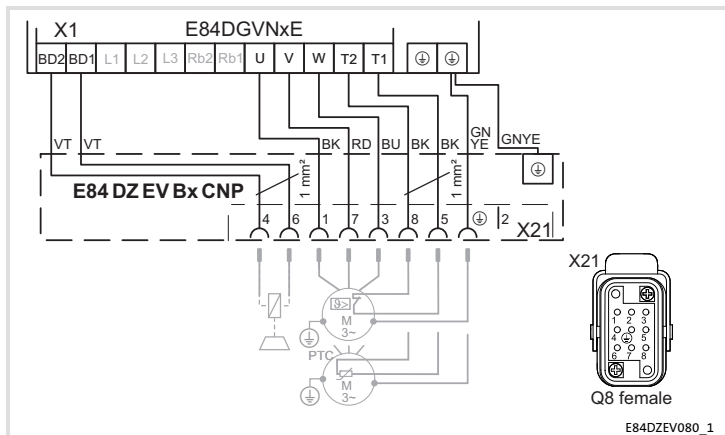 X1 E84DGVNxE
BD2 BD1 L1 L2 L3 Rb2 Rb1 U V W T2 T1
VT VT BK RD BU BK BK GN YE GNYE
1 mm² 1 mm²
E84 DZ EV Bx CNP
4 6 1 7 3 8 5 2 X21
ϑ>
M
3~
PTC
M
3~
X21
1 2 3
4 5
6 7 8
Q8 female
E84DZEV080_1